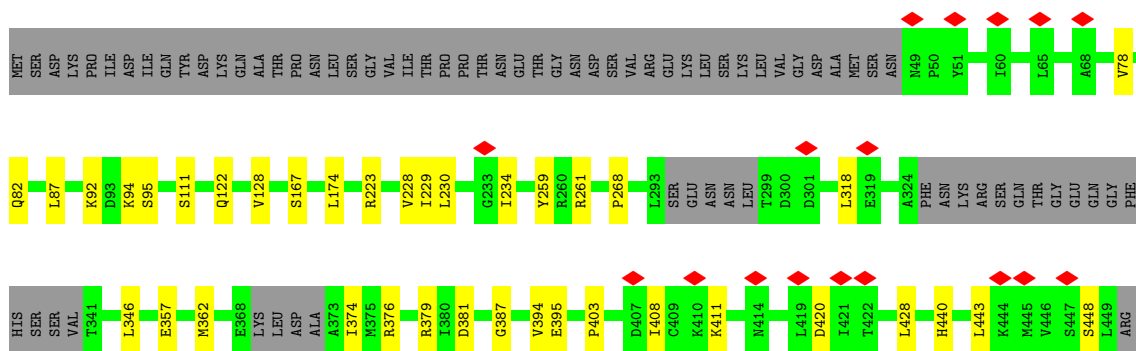 MET SER ASP LYS PRO ILE ASP ILE GLN TYR ASP LYS GLN ALA THR PRO ASN LEU SER GLY VAL ILE THR PRO PRO THR ASN GLU THR GLY ASN ASP SER VAL ARG GLU LYS LEU SER LYS LEU VAL GLY ASP ALA MET SER ASN N49 P50 Y51 I60 L65 A68 V78
Q82 L87 K92 D93 K94 S95 S111 Q122 V128 S167 L174 R223 V228 I229 L230 G233 I234 Y259 R260 R261 P268 L293 SER GLU ASN ASN LEU T299 D300 D301 L318 E319 A324 PHE ASN LYS ARG SER GLN THR GLY GLU GLN GLY PHE
HIS SER SER VAL T341 L346 E357 M362 E368 LYS LEU ASP ALA A373 I374 M375 R376 R379 I380 D381 G387 V394 E395 P403 D407 I408 C409 K410 K411 N414 L419 D420 I421 T422 L428 H440 L443 K444 M445 V446 S447 S448 L449 ARG